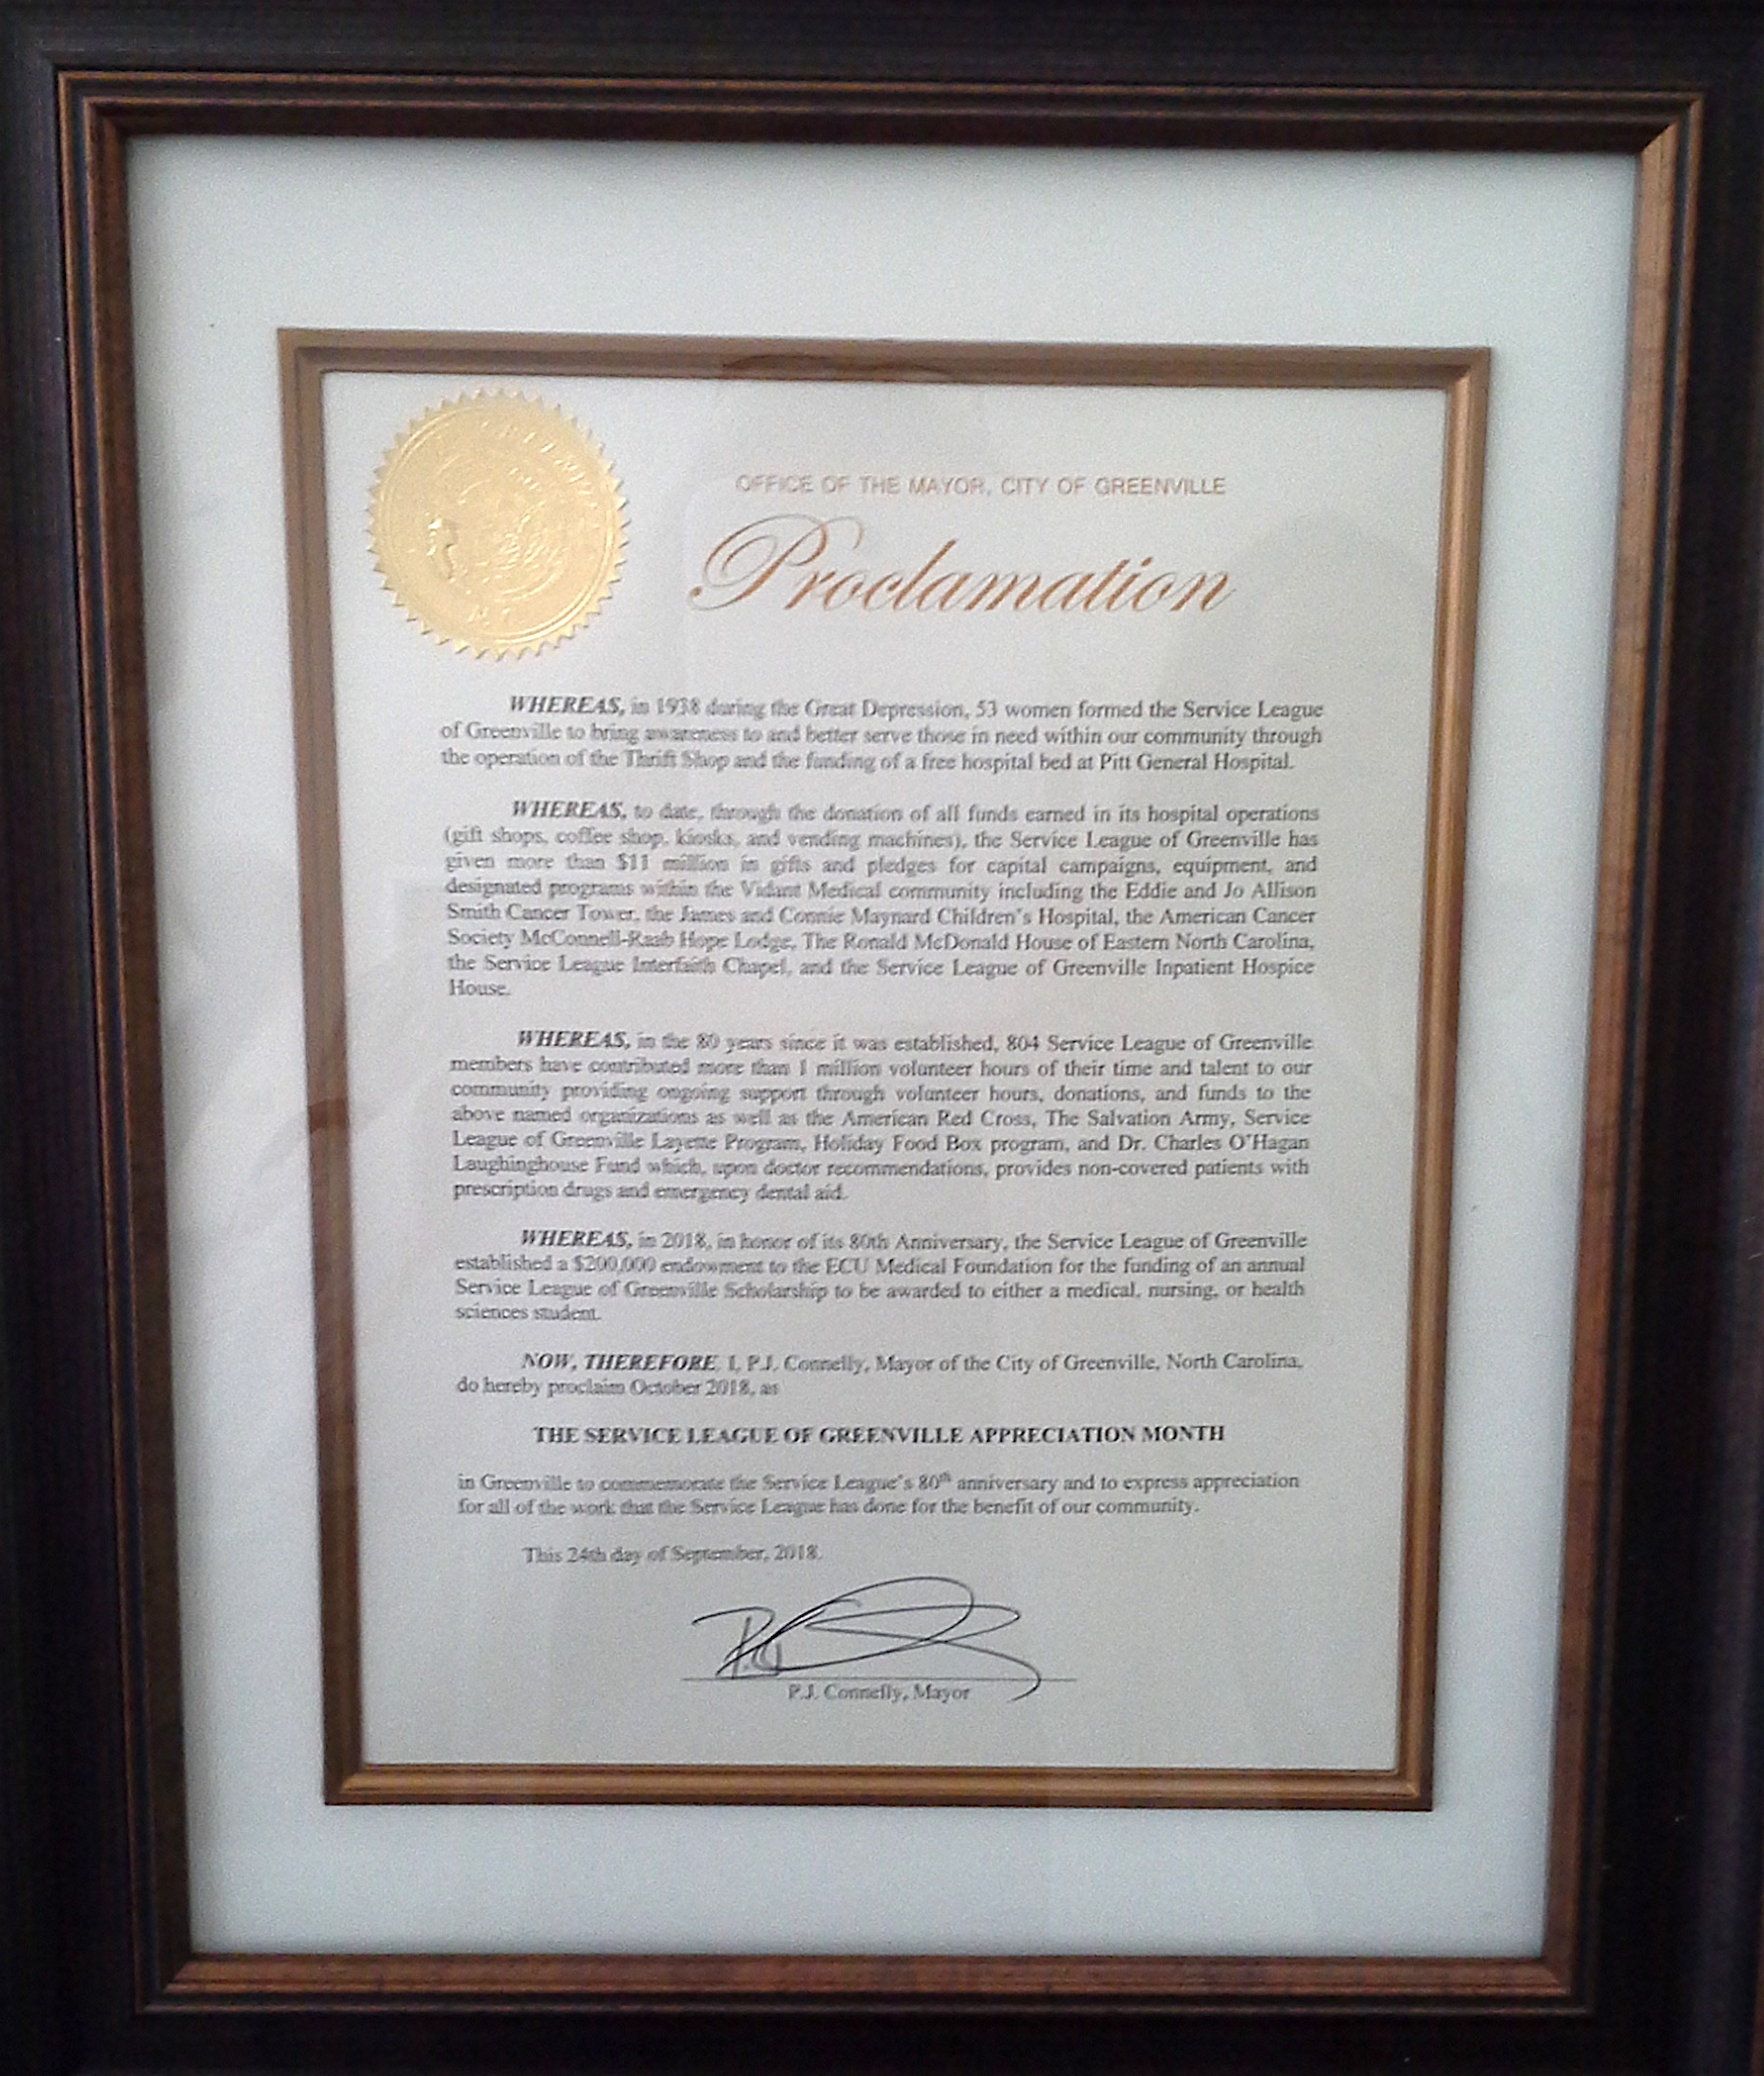 OFFICE OF THE MAYOR, CITY OF GREENVILLE
Proclamation
WHEREAS, in 1938 during the Great Depression, 53 women formed the Service League
of Greenville to bring awareness to and better serve those in need within our community through
the operation of the Thrift Shop and the funding of a free hospital bed at Pitt General Hospital.
WHEREAS, to date, through the donation of all funds earned in its hospital operations
(gift shops, coffee shop, kiosks, and vending machines), the Service League of Greenville has
given more than $11 million in gifts and pledges for capital campaigns, equipment, and
designated programs within the Vidant Medical community including the Eddie and Jo Allison
Smith Cancer Tower, the James and Connie Maynard Children's Hospital, the American Cancer
Society McConnell-Raab Hope Lodge, The Ronald McDonald House of Eastern North Carolina,
the Service League Interfaith Chapel, and the Service League of Greenville Inpatient Hospice
House.
WHEREAS, in the 80 years since it was established, 804 Service League of Greenville
members have contributed more than 1 million volunteer hours of their time and talent to our
community providing ongoing support through volunteer hours, donations, and funds to the
above named organizations as well as the American Red Cross, The Salvation Army, Service
League of Greenville Layette Program, Holiday Food Box program, and Dr. Charles O'Hagan
Laughinghouse Fund which, upon doctor recommendations, provides non-covered patients with
prescription drugs and emergency dental aid.
WHEREAS, in 2018, in honor of its 80th Anniversary, the Service League of Greenville
established a $200,000 endowment to the ECU Medical Foundation for the funding of an annual
Service League of Greenville Scholarship to be awarded to either a medical, nursing, or health
sciences student.
NOW, THEREFORE, I, P.J. Connelly, Mayor of the City of Greenville, North Carolina,
do hereby proclaim October 2018, as
THE SERVICE LEAGUE OF GREENVILLE APPRECIATION MONTH
in Greenville to commemorate the Service League's 80th anniversary and to express appreciation
for all of the work that the Service League has done for the benefit of our community.
This 24th day of September, 2018.
P.J. Connelly, Mayor